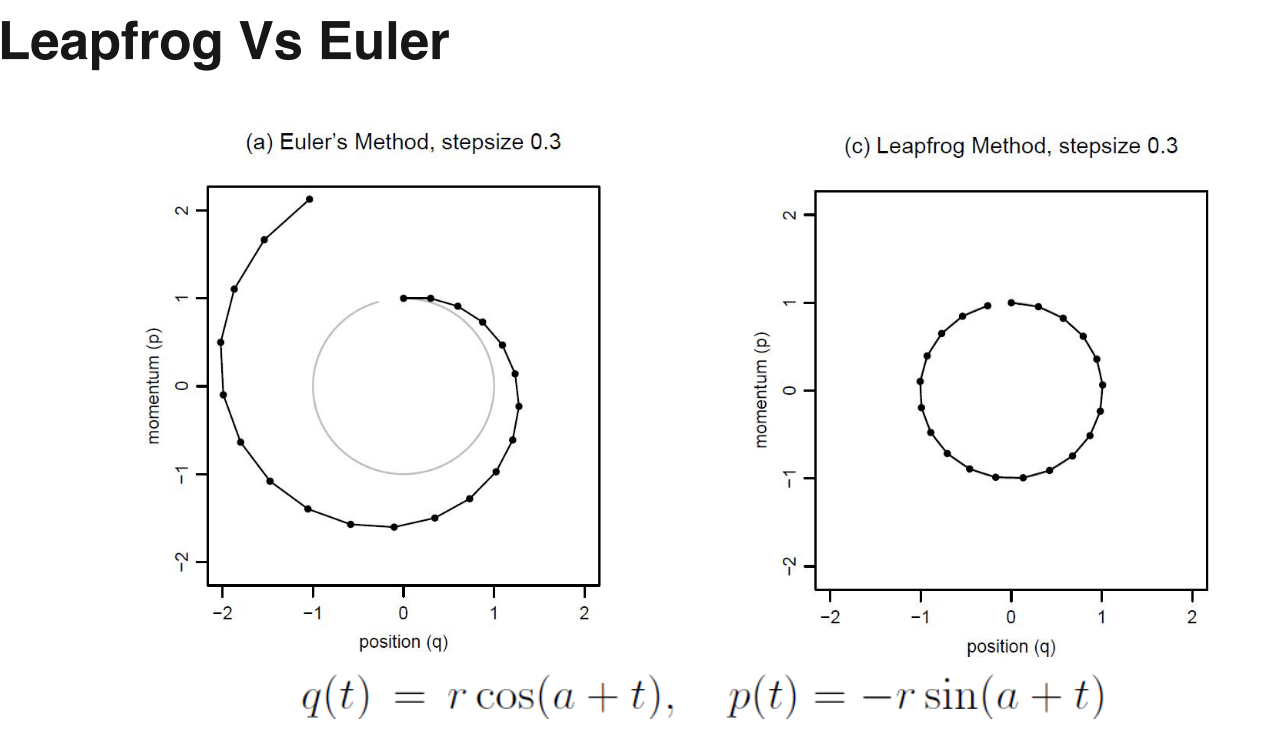 Leapfrog Vs Euler
(a) Euler's Method, stepsize 0.3
(c) Leapfrog Method, stepsize 0.3
momentum (p)
2
1
0
−1
−2
−2 −1 0 1 2
position (q)
momentum (p)
2
1
0
−1
−2
−2 −1 0 1 2
position (q)
q(t) = r cos(a + t), p(t) = −r sin(a + t)